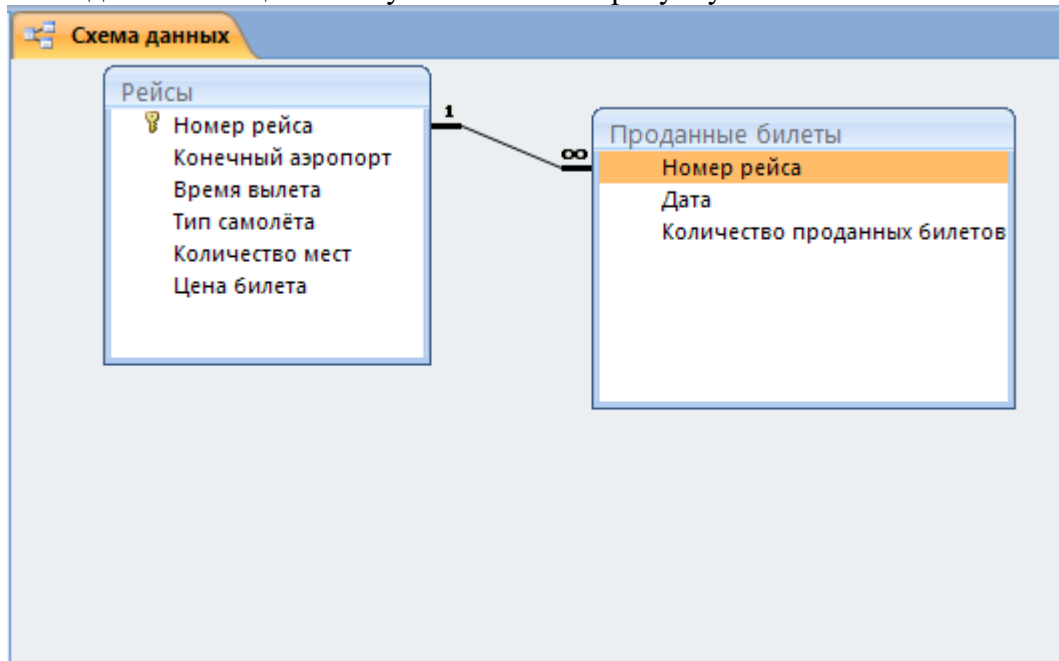 Схема данных
Рейсы
Номер рейса
Конечный аэропорт
Время вылета
Тип самолёта
Количество мест
Цена билета
1
∞
Проданные билеты
Номер рейса
Дата
Количество проданных билетов